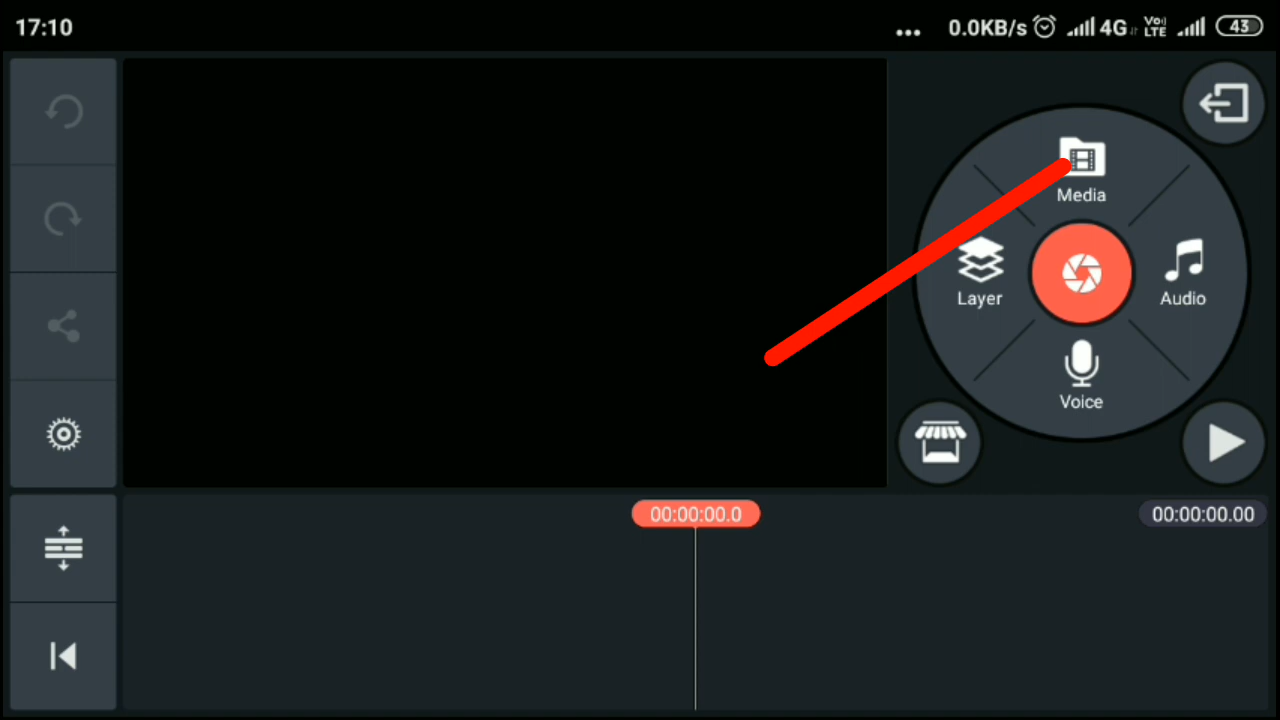 17:10
... 0.0KB/s 4G Vo) LTE 43
Media
Layer
Audio
Voice
00:00:00.0
00:00:00.00